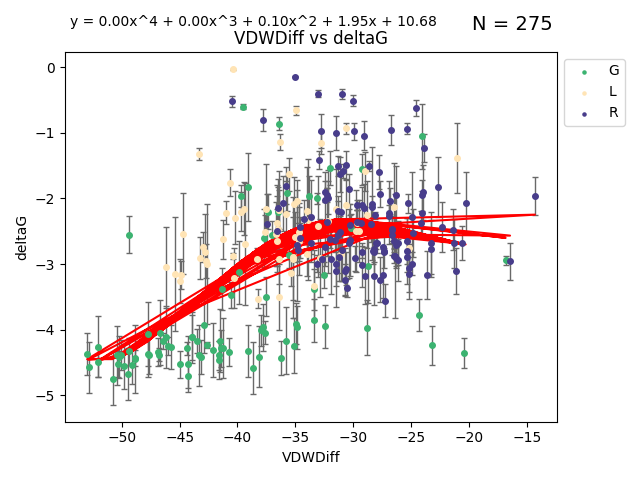 y = 0.00x^4 + 0.00x^3 + 0.10x^2 + 1.95x + 10.68
N = 275
VDWDiff vs deltaG
G
L
R
0
−1
−2
−3
−4
−5
deltaG
−50 −45 −40 −35 −30 −25 −20 −15
VDWDiff